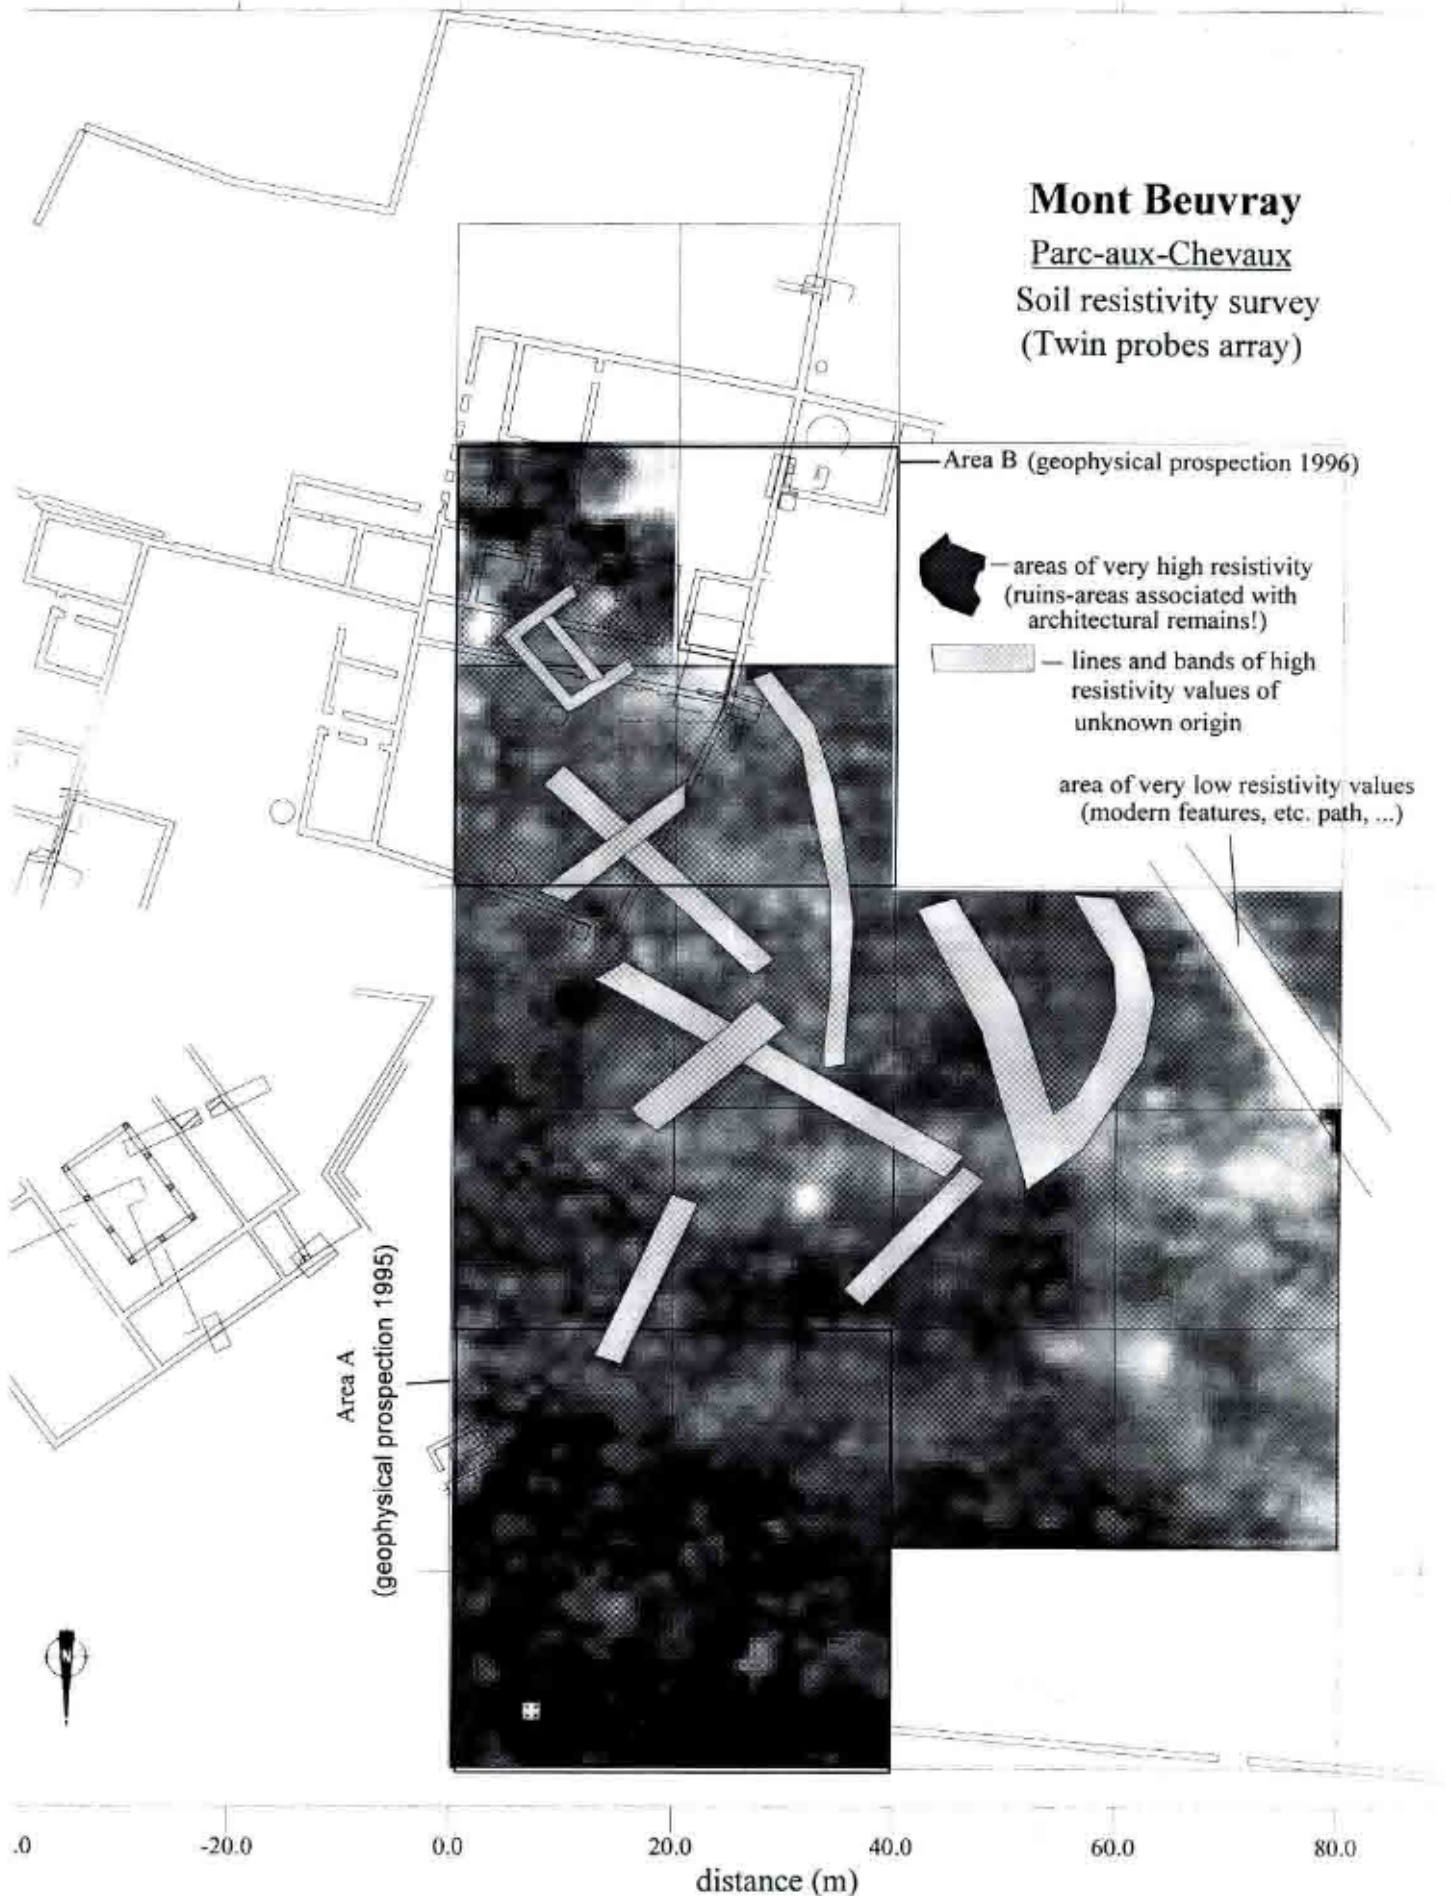 Mont Beuvray
Parc-aux-Chevaux
Soil resistivity survey
(Twin probes array)
Area B (geophysical prospection 1996)
areas of very high resistivity
(ruins-areas associated with
architectural remains!)
lines and bands of high
resistivity values of
unknown origin
area of very low resistivity values
(modern features, etc. path, ...)
Area A
(geophysical prospection 1995)
N
.0 -20.0 0.0 20.0 40.0 60.0 80.0
distance (m)